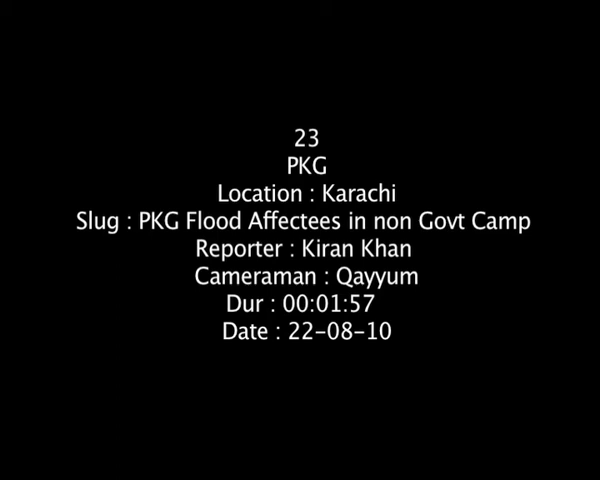 23
PKG
Location : Karachi
Slug : PKG Flood Affectees in non Govt Camp
Reporter : Kiran Khan
Cameraman : Qayyum
Dur : 00:01:57
Date : 22-08-10